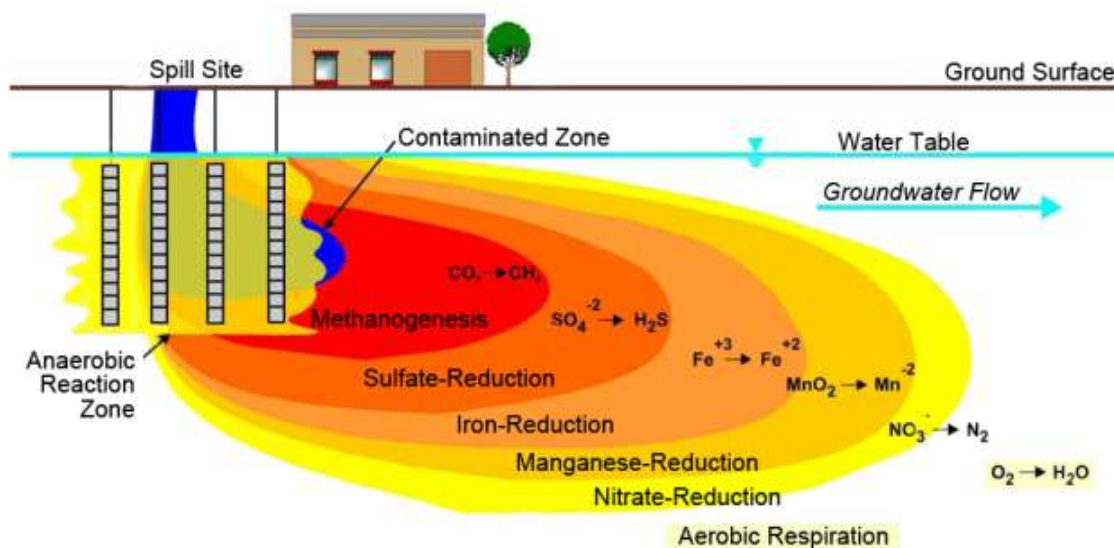 Spill Site
Ground Surface
Contaminated Zone
Water Table
Groundwater Flow
CO₂ → CH₄
Methanogenesis
SO₄⁻² → H₂S
Anaerobic
Reaction
Zone
Sulfate-Reduction
Fe⁺³ → Fe⁺²
MnO₂ → Mn⁻²
Iron-Reduction
NO₃⁻ → N₂
Manganese-Reduction
O₂ → H₂O
Nitrate-Reduction
Aerobic Respiration